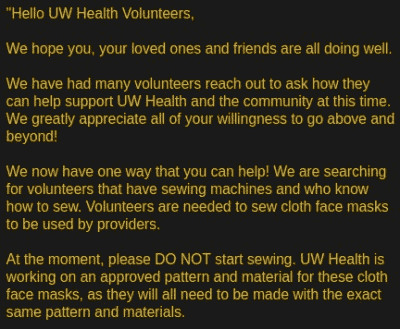 "Hello UW Health Volunteers,
We hope you, your loved ones and friends are all doing well.
We have had many volunteers reach out to ask how they
can help support UW Health and the community at this time.
We greatly appreciate all of your willingness to go above and
beyond!
We now have one way that you can help! We are searching
for volunteers that have sewing machines and who know
how to sew. Volunteers are needed to sew cloth face masks
to be used by providers.
At the moment, please DO NOT start sewing. UW Health is
working on an approved pattern and material for these cloth
face masks, as they will all need to be made with the exact
same pattern and materials.